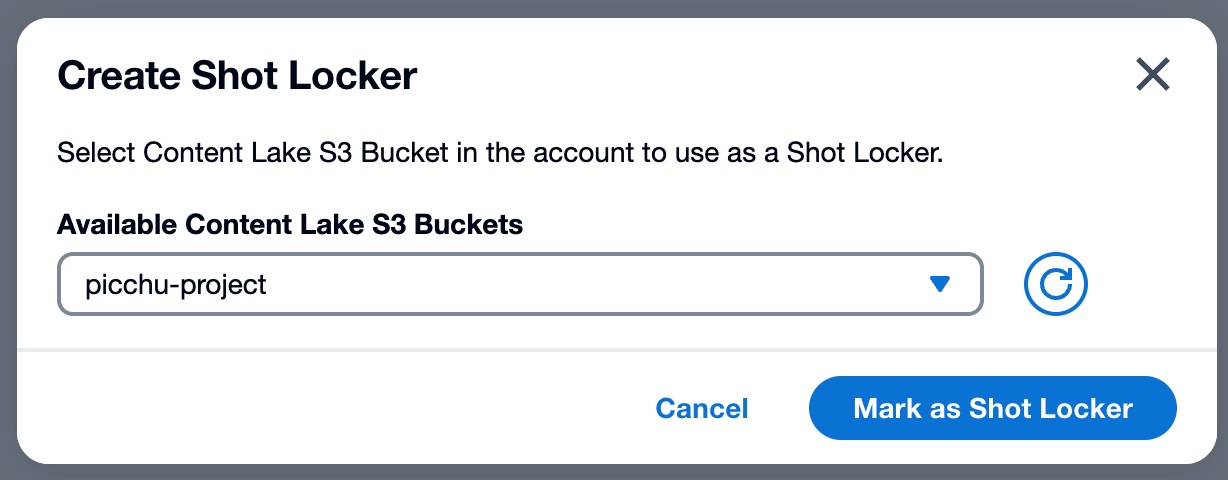 Create Shot Locker
Select Content Lake S3 Bucket in the account to use as a Shot Locker.
Available Content Lake S3 Buckets
picchu-project
Cancel
Mark as Shot Locker